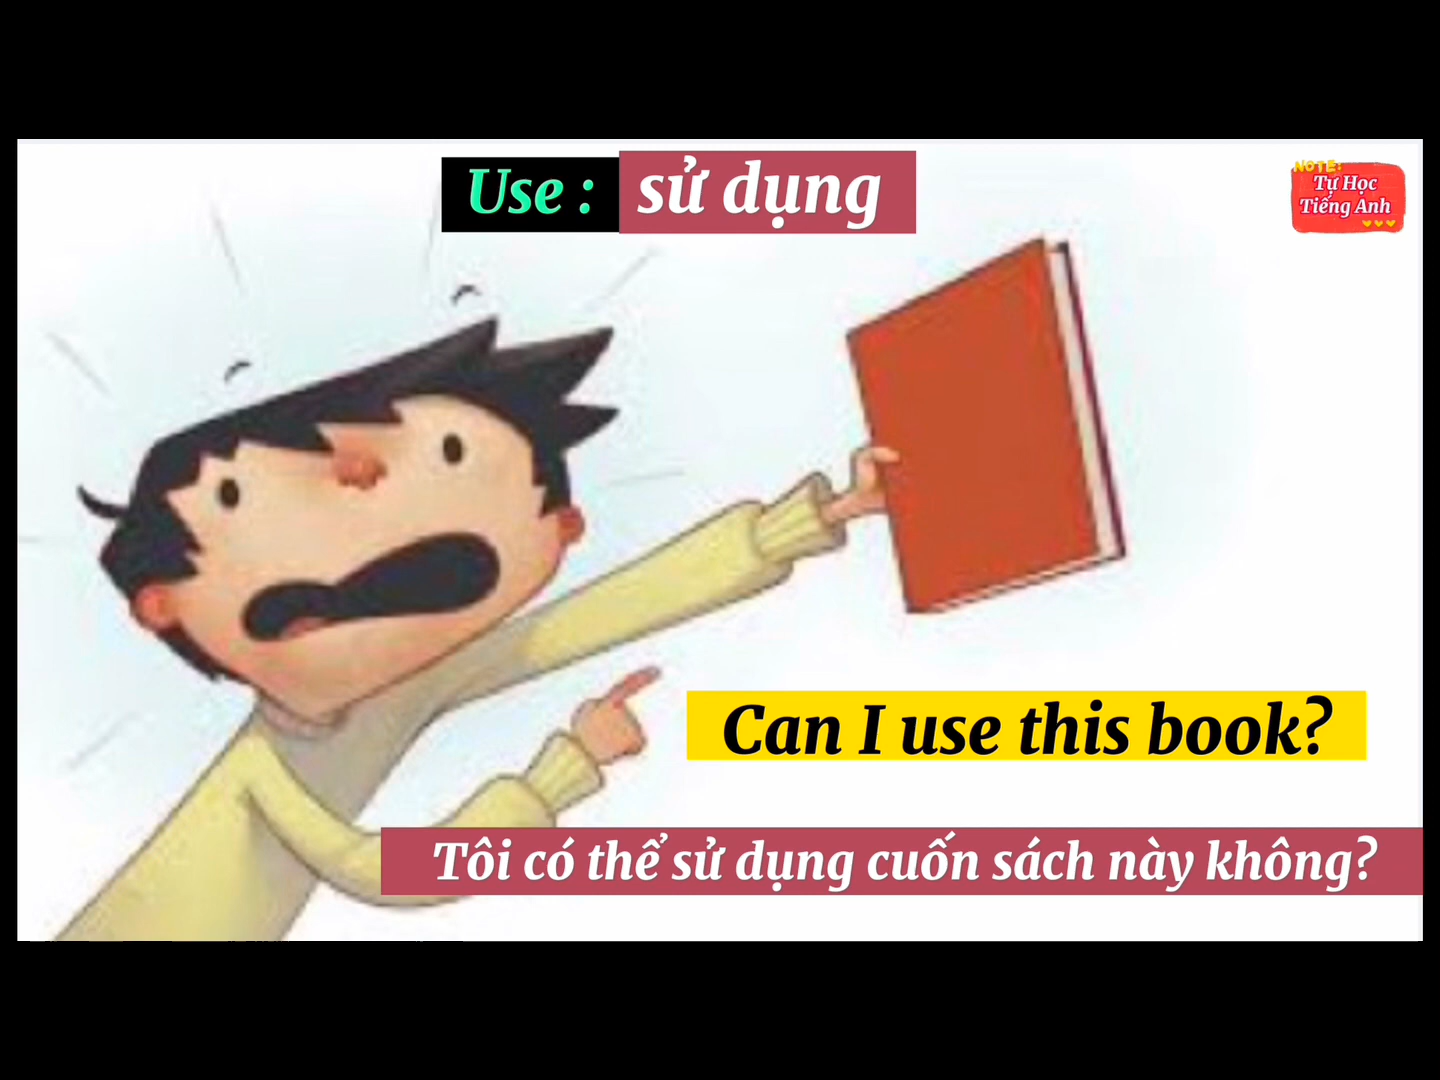 Use : sử dụng
NOTE:
Tự Học
Tiếng Anh
Can I use this book?
Tôi có thể sử dụng cuốn sách này không?